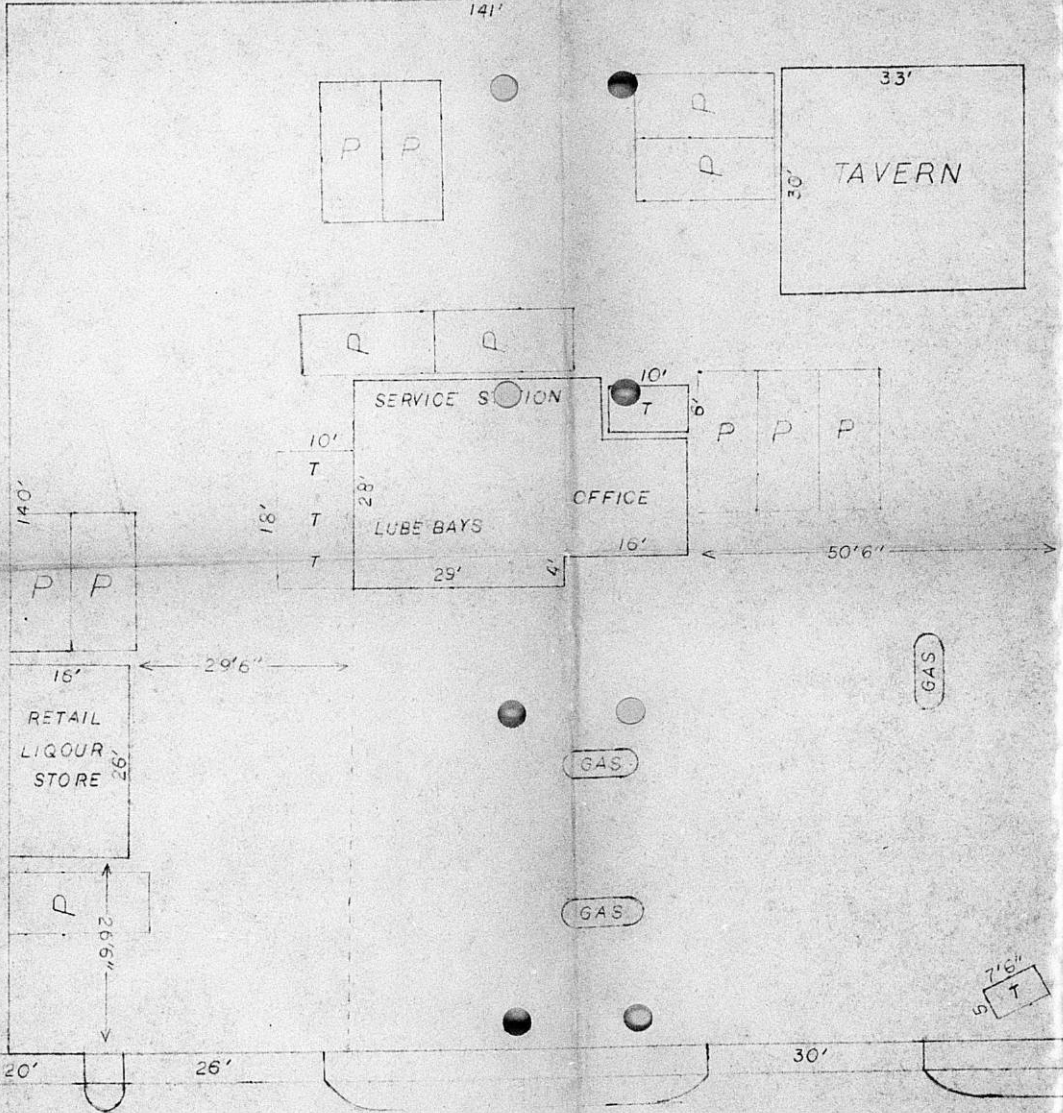 141'
33'
P P
P
P
30'
TAVERN
P P
SERVICE S ION
10'
T
6'
P P P
10'
T
T
T
18'
28'
LUBE BAYS
OFFICE
140'
29'
4'
16'
50'6"
P P
16'
29'6"
RETAIL
LIQOUR
STORE
26'
GAS
GAS
P
26'6"
GAS
7'6"
5
T
20'
26'
30'